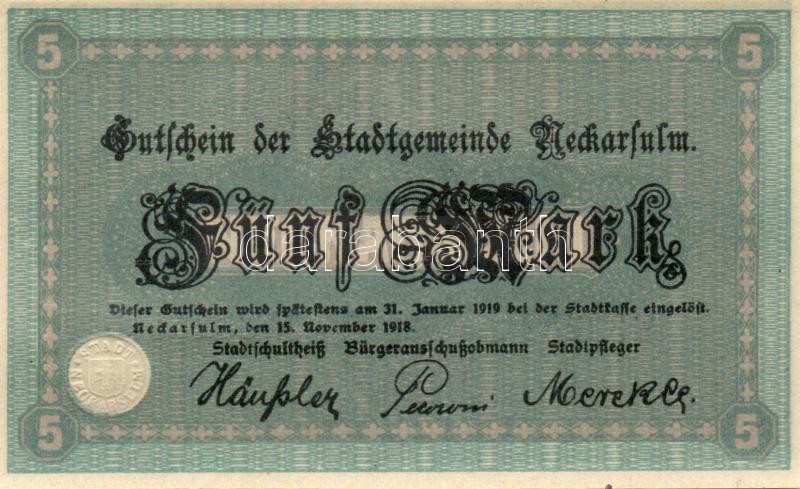 5 5
Gutschein der Stadtgemeinde Neckarsulm.
Fünf Mark
darabanth
Dieser Gutschein wird spätestens am 31. Januar 1919 bei der Stadtkasse eingelöst.
Neckarsulm, den 15. November 1918.
Stadtschultheiß Bürgerausschußobmann Stadtpfleger
Häußler Merckle.
5 5